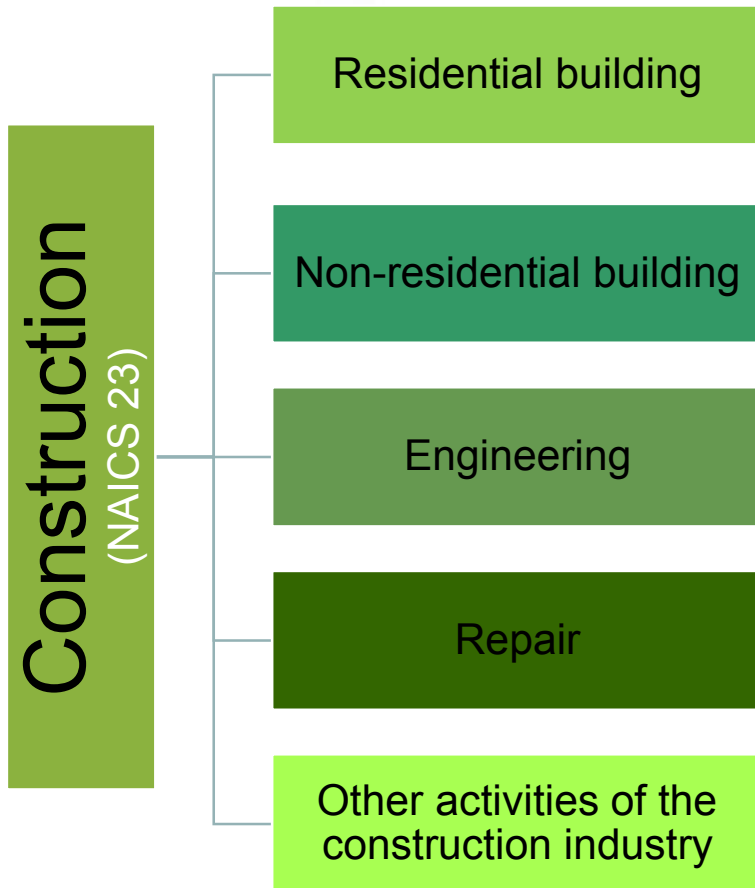 Construction
(NAICS 23)
Residential building
Non-residential building
Engineering
Repair
Other activities of the
construction industry